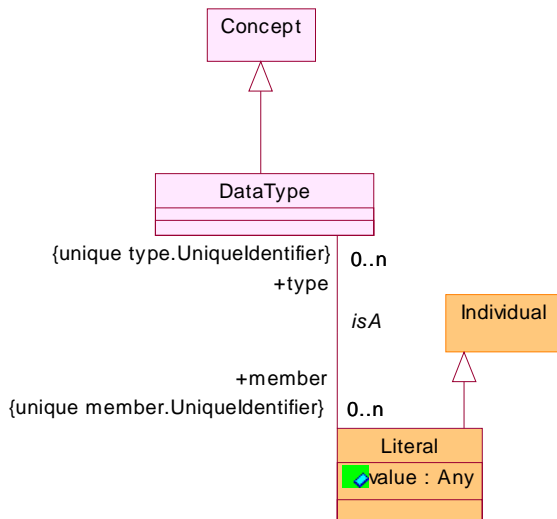 Concept
DataType
{unique type.UniqueIdentifier}
0..n
+type
isA
Individual
+member
{unique member.UniqueIdentifier}
0..n
Literal
value : Any